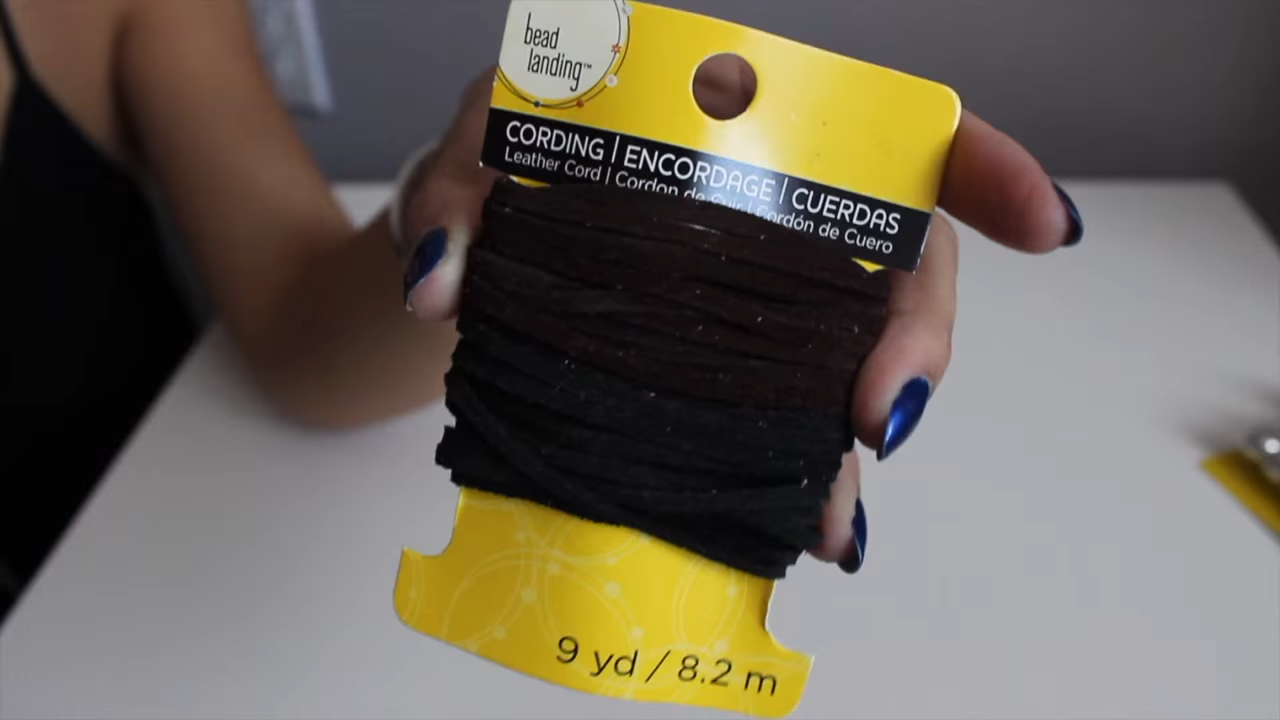 bead
landing™
CORDING | ENCORDAGE | CUERDAS
Leather Cord | Cordon de Cuir | Cordón de Cuero
9 yd / 8.2 m